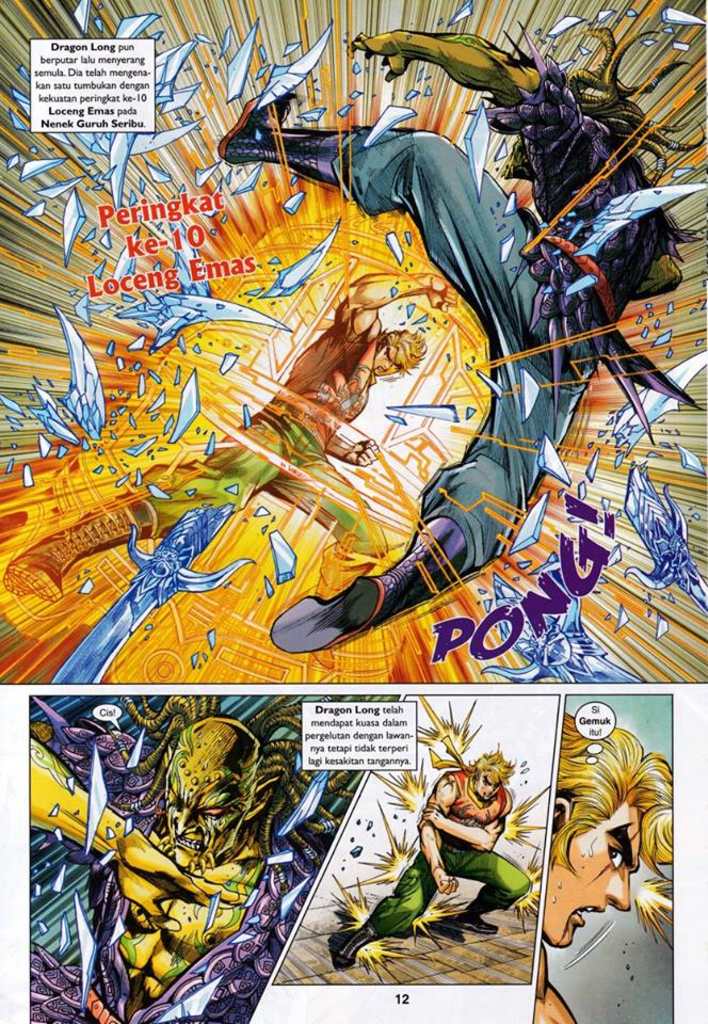 Dragon Long pun
berputar lalu menyerang
semula. Dia telah mengena-
kan satu tumbukan dengan
kekuatan peringkat ke-10
Loceng Emas pada
Nenek Guruh Seribu.
Peringkat
ke-10
Loceng Emas
PONG!
Cis!
Dragon Long telah
mendapat kuasa dalam
pergelutan dengan lawan-
nya tetapi tidak terperi
lagi kesakitan tangannya.
Si
Gemuk
itu!
12